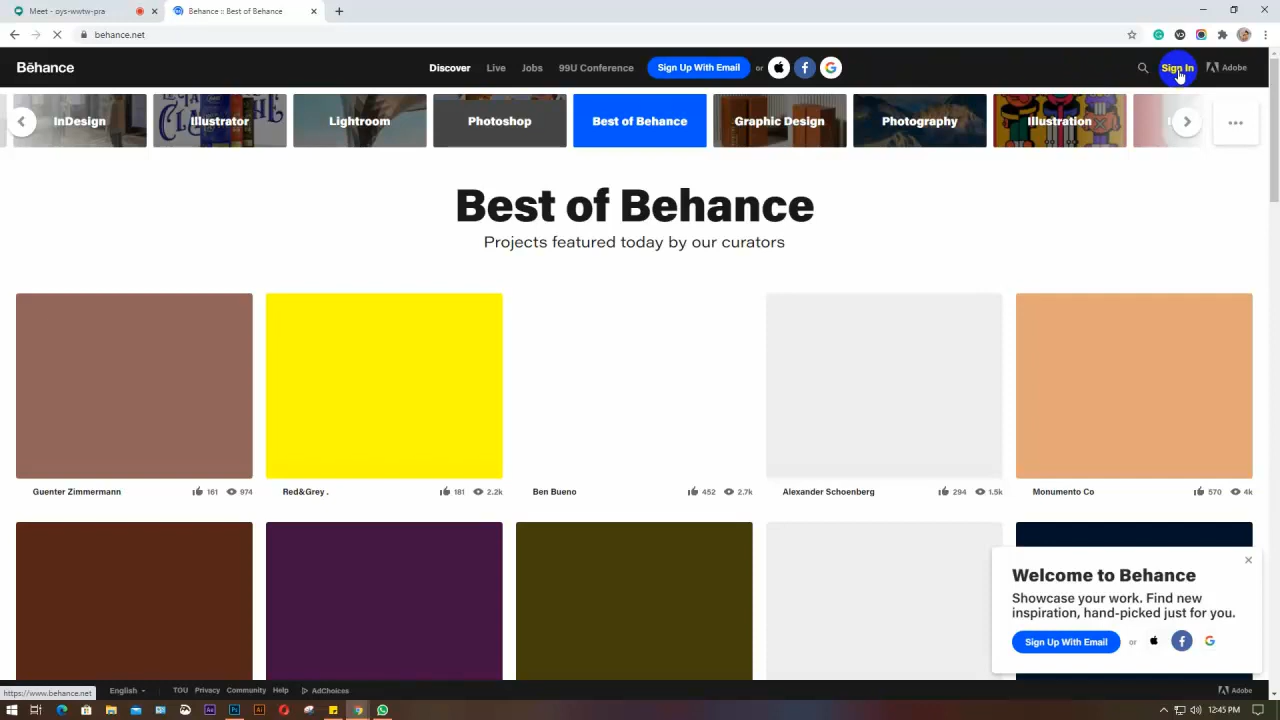 Meet - oys-wwtw-pra
Behance :: Best of Behance
behance.net
Bēhance
Discover
Live
Jobs
99U Conference
Sign Up With Email
or
Sign In
Adobe
InDesign
Illustrator
Lightroom
Photoshop
Best of Behance
Graphic Design
Photography
Illustration
Best of Behance
Projects featured today by our curators
Guenter Zimmermann 161 974
Red&Grey . 181 2.2k
Ben Bueno 452 2.7k
Alexander Schoenberg 294 1.5k
Monumento Co 570 4k
Welcome to Behance
Showcase your work. Find new
inspiration, hand-picked just for you.
Sign Up With Email or
https://www.behance.net
English
TOU Privacy Community Help AdChoices
Adobe
12:45 PM